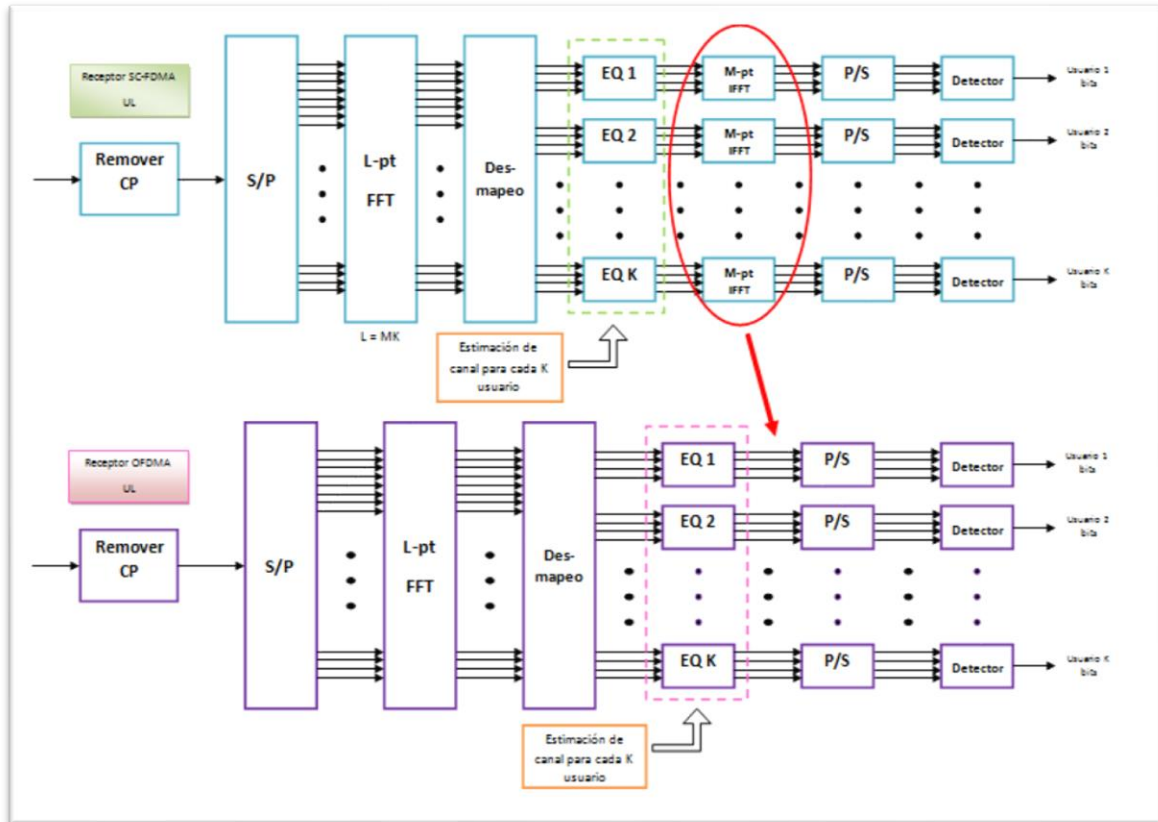 Receptor SC-FDMA
UL
Remover
CP
S/P
L-pt
FFT
L = MK
Des-
mapeo
EQ 1
M-pt
IFFT
P/S
Detector
Usuario 1
bits
EQ 2
M-pt
IFFT
P/S
Detector
Usuario 2
bits
EQ K
M-pt
IFFT
P/S
Detector
Usuario K
bits
Estimación de
canal para cada K
usuario
Receptor OFDMA
UL
Remover
CP
S/P
L-pt
FFT
Des-
mapeo
EQ 1
P/S
Detector
Usuario 1
bits
EQ 2
P/S
Detector
Usuario 2
bits
EQ K
P/S
Detector
Usuario K
bits
Estimación de
canal para cada K
usuario